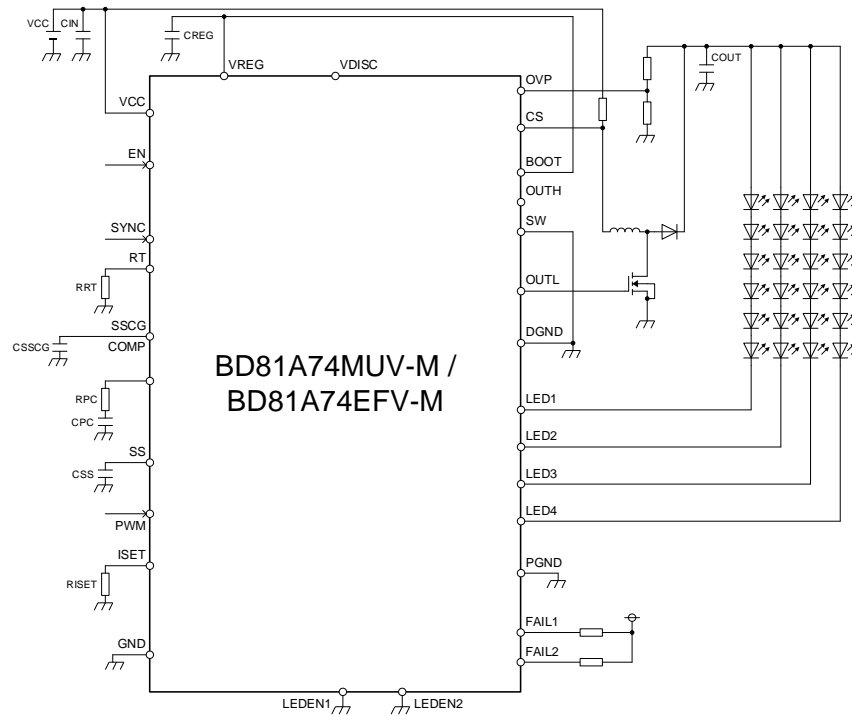 VCC
CIN
CREG
COUT
VREG
VDISC
OVP
VCC
CS
EN
BOOT
OUTH
SYNC
SW
RT
RRT
OUTL
SSCG
CSSCG
COMP
DGND
BD81A74MUV-M /
BD81A74EFV-M
RPC
CPC
LED1
LED2
SS
CSS
LED3
PWM
LED4
ISET
RISET
PGND
FAIL1
GND
FAIL2
LEDEN1
LEDEN2